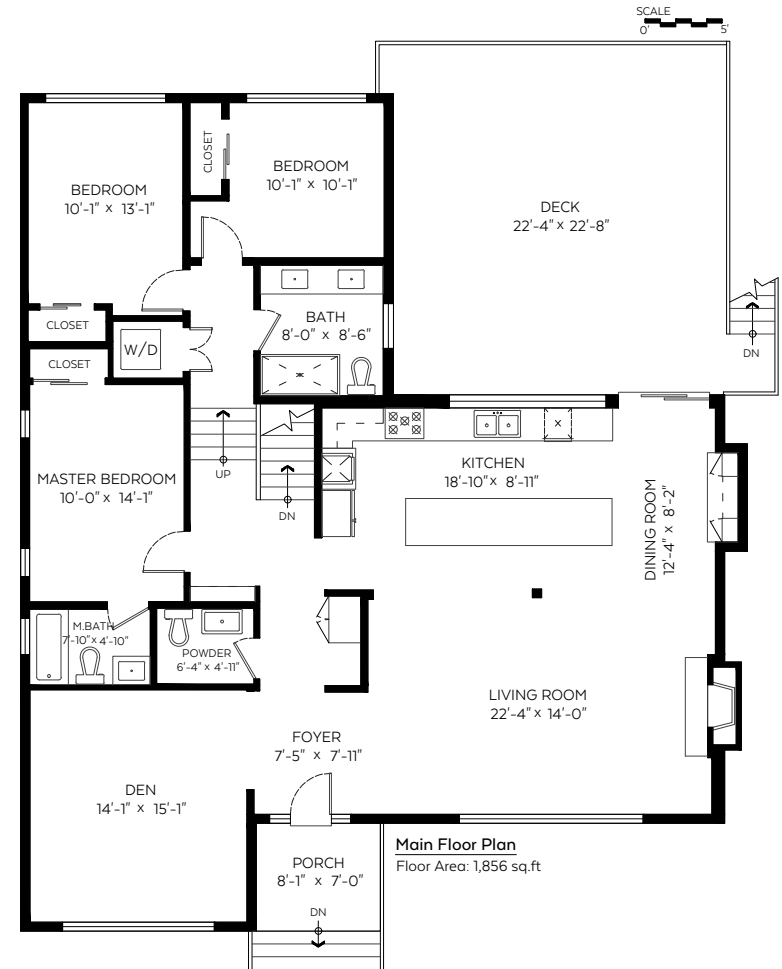 SCALE
0' 5'
CLOSET
BEDROOM
10'-1" x 10'-1"
BEDROOM
10'-1" x 13'-1"
DECK
22'-4" x 22'-8"
CLOSET
BATH
8'-0" x 8'-6"
W/D
DN
CLOSET
UP
DN
KITCHEN
18'-10" x 8'-11"
MASTER BEDROOM
10'-0" x 14'-1"
DINING ROOM
12'-4" x 8'-2"
M.BATH
7'-10" x 4'-10"
POWDER
6'-4" x 4'-11"
LIVING ROOM
22'-4" x 14'-0"
FOYER
7'-5" x 7'-11"
DEN
14'-1" x 15'-1"
Main Floor Plan
Floor Area: 1,856 sq.ft
PORCH
8'-1" x 7'-0"
DN